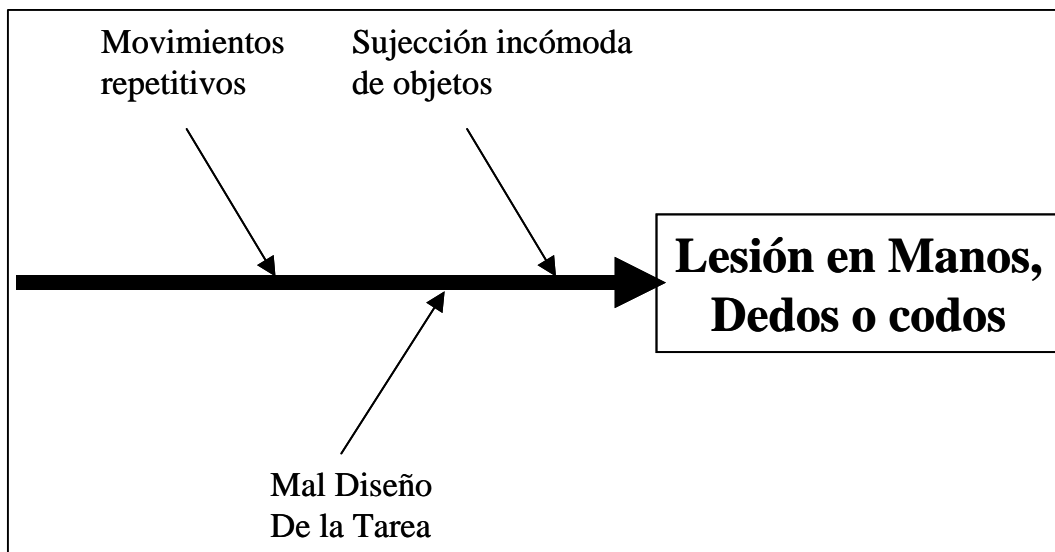 Movimientos
repetitivos
Sujección incómoda
de objetos
Lesión en Manos,
Dedos o codos
Mal Diseño
De la Tarea